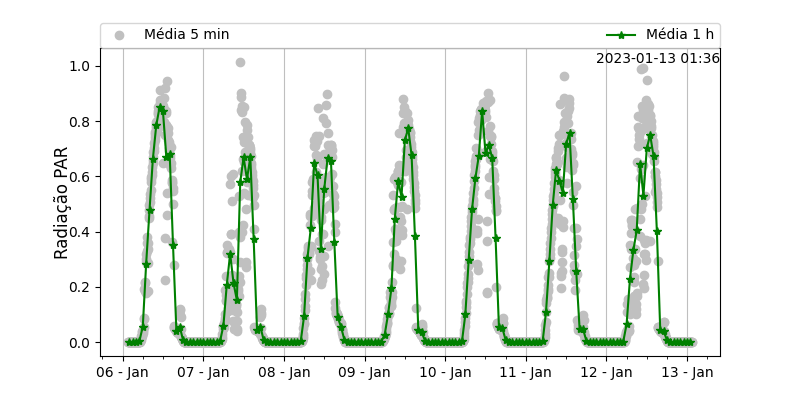 Média 5 min
Média 1 h
2023-01-13 01:36
Radiação PAR
1.0
0.8
0.6
0.4
0.2
0.0
06 - Jan
07 - Jan
08 - Jan
09 - Jan
10 - Jan
11 - Jan
12 - Jan
13 - Jan